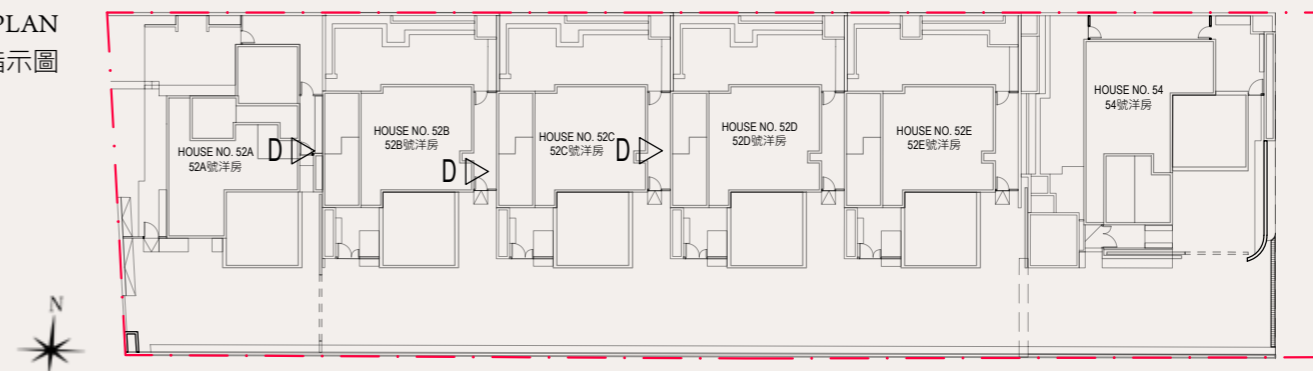 PLAN
示圖
HOUSE NO. 52A
52A號洋房
D
HOUSE NO. 52B
52B號洋房
D
HOUSE NO. 52C
52C號洋房
D
HOUSE NO. 52D
52D號洋房
HOUSE NO. 52E
52E號洋房
HOUSE NO. 54
54號洋房
N